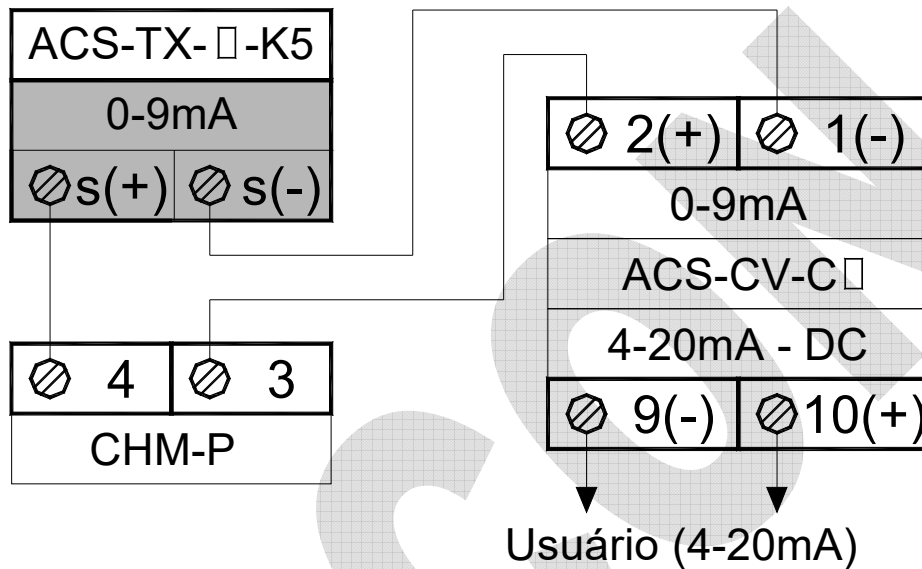 ACS-TX-▯-K5
0-9mA
s(+) s(-)
4 3
CHM-P
2(+) 1(-)
0-9mA
ACS-CV-C▯
4-20mA - DC
9(-) 10(+)
Usuário (4-20mA)